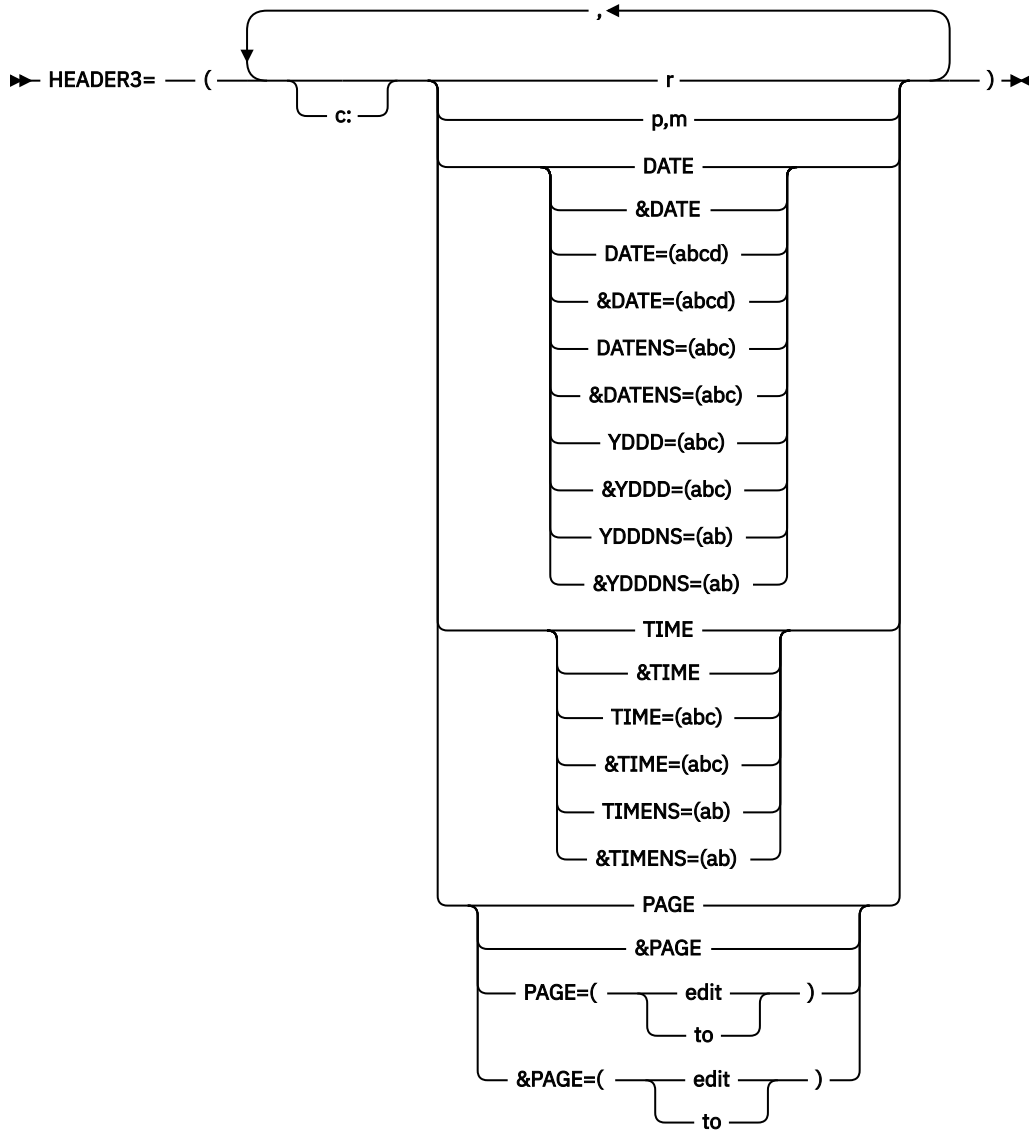 ,
HEADER3= ( r )
c:
p,m
DATE
&DATE
DATE=(abcd)
&DATE=(abcd)
DATENS=(abc)
&DATENS=(abc)
YDDD=(abc)
&YDDD=(abc)
YDDDNS=(ab)
&YDDDNS=(ab)
TIME
&TIME
TIME=(abc)
&TIME=(abc)
TIMENS=(ab)
&TIMENS=(ab)
PAGE
&PAGE
PAGE=( edit )
to
&PAGE=( edit )
to